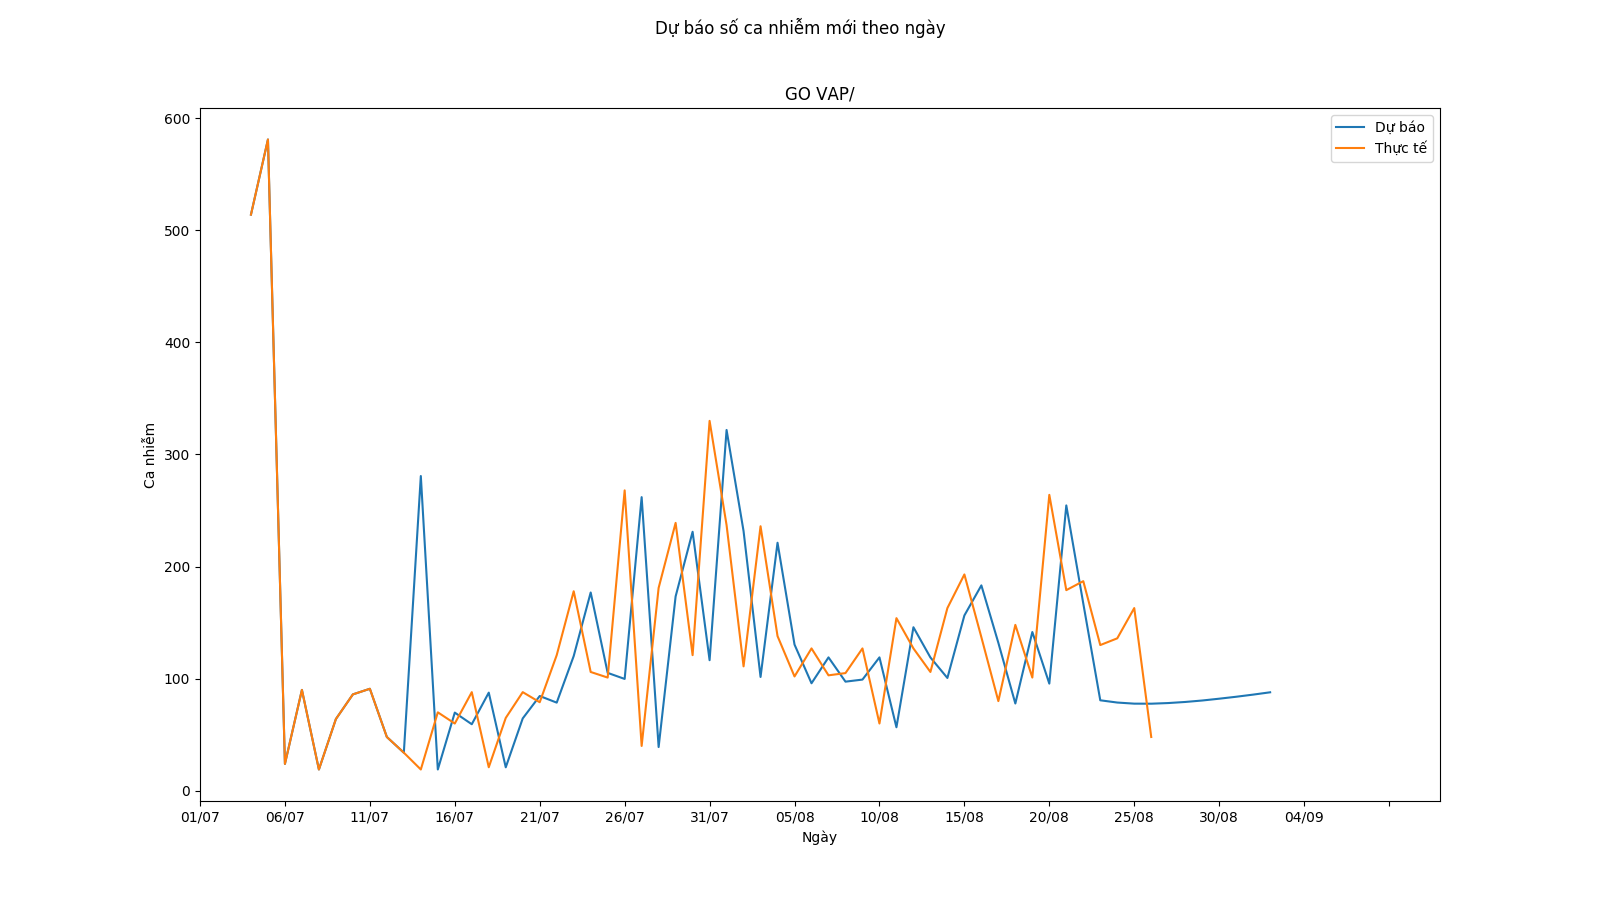 Dự báo số ca nhiễm mới theo ngày
GO VAP/
Dự báo
Thực tế
600
500
400
300
200
100
0
Ca nhiễm
01/07 06/07 11/07 16/07 21/07 26/07 31/07 05/08 10/08 15/08 20/08 25/08 30/08 04/09
Ngày